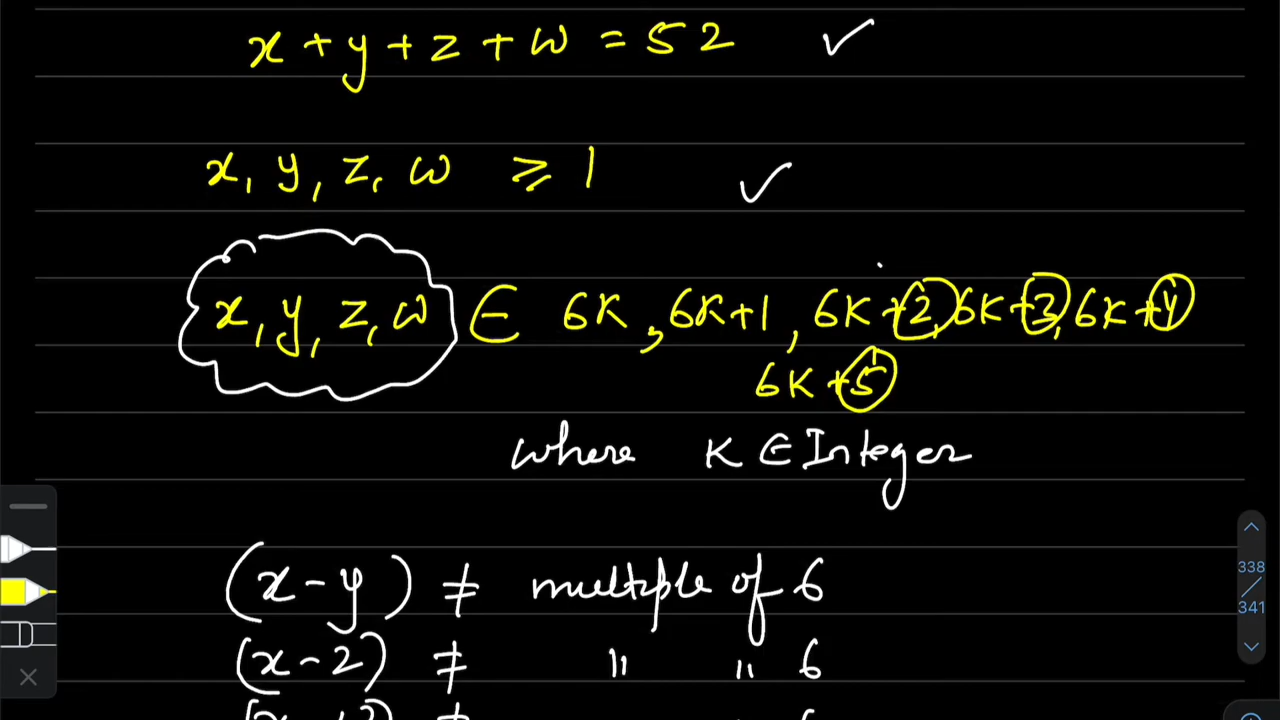 x + y + z + w = 52 ✓
x, y, z, w ⩾ 1 ✓
x, y, z, w ∈ 6K, 6K+1, 6K+2, 6K+3, 6K+4
6K+5
where K ∈ Integer
(x-y) ≠ multiple of 6
338
/
341
(x-z) ≠ " " 6